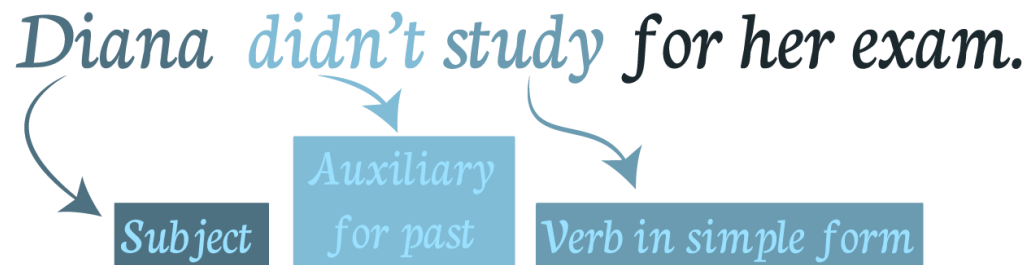 Diana didn't study for her exam.
Auxiliary
for past
Subject
Verb in simple form